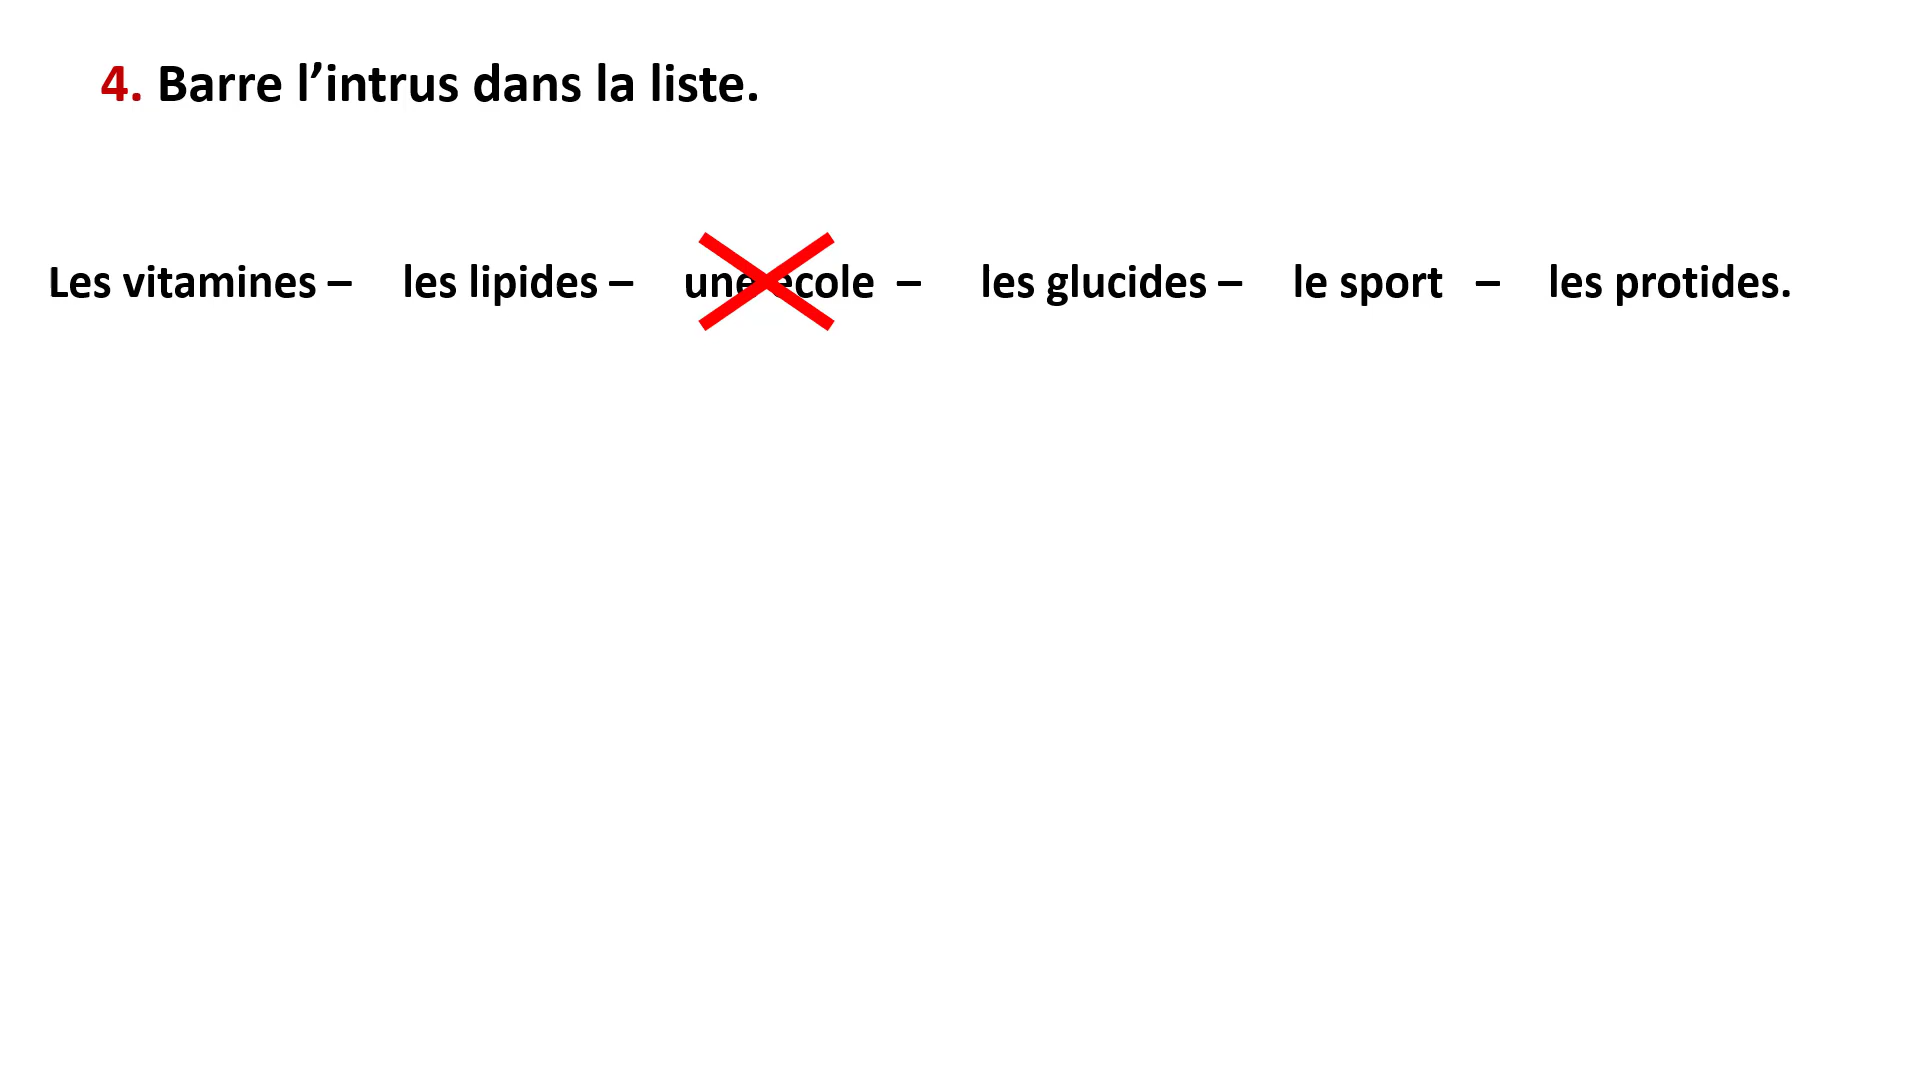 4. Barre l’intrus dans la liste.
Les vitamines – les lipides – une école – les glucides – le sport – les protides.